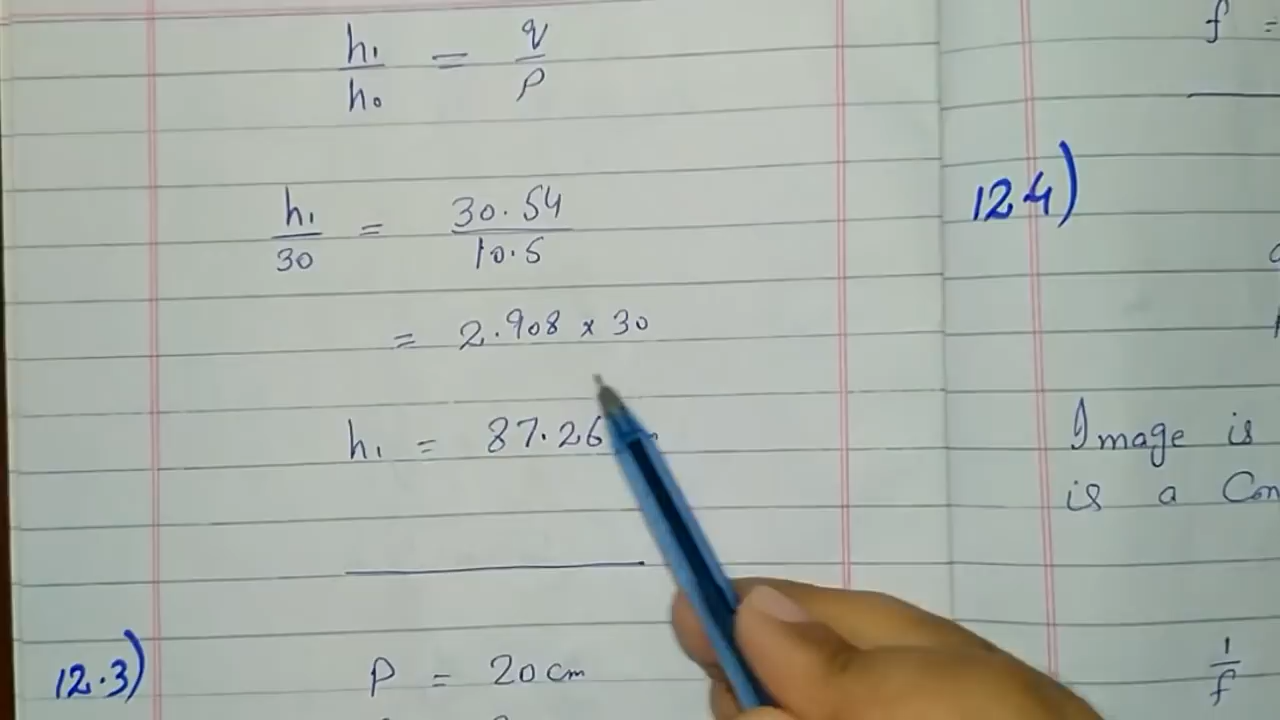 h₁/h₀ = q/p
h₁/30 = 30.54/10.5
= 2.908 × 30
h₁ = 87.26
12.3) P = 20 cm
f =
12.4)
Image is
is a Con
1/f